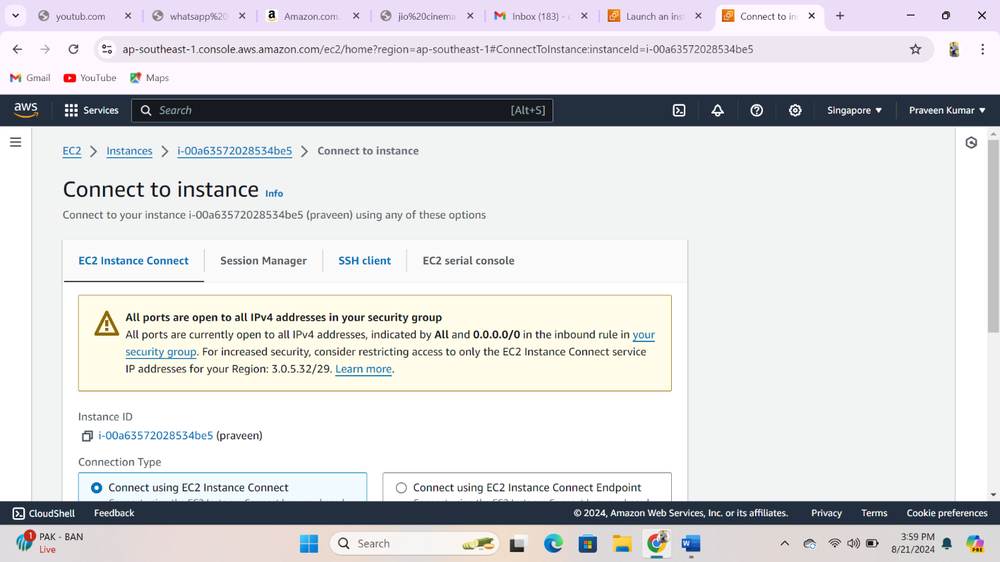 youtub.com
whatsapp%20
Amazon.com.
jio%20cinema
Inbox (183) -
Launch an inst
Connect to ins
ap-southeast-1.console.aws.amazon.com/ec2/home?region=ap-southeast-1#ConnectToInstance:instanceId=i-00a63572028534be5
Gmail YouTube Maps
aws Services Search [Alt+S] Singapore Praveen Kumar
EC2 Instances i-00a63572028534be5 Connect to instance
Connect to instance Info
Connect to your instance i-00a63572028534be5 (praveen) using any of these options
EC2 Instance Connect Session Manager SSH client EC2 serial console
All ports are open to all IPv4 addresses in your security group
All ports are currently open to all IPv4 addresses, indicated by All and 0.0.0.0/0 in the inbound rule in your
security group. For increased security, consider restricting access to only the EC2 Instance Connect service
IP addresses for your Region: 3.0.5.32/29. Learn more.
Instance ID
i-00a63572028534be5 (praveen)
Connection Type
Connect using EC2 Instance Connect Connect using EC2 Instance Connect Endpoint
CloudShell Feedback © 2024, Amazon Web Services, Inc. or its affiliates. Privacy Terms Cookie preferences
1 PAK - BAN
Live
Search
3:59 PM
8/21/2024
PRE